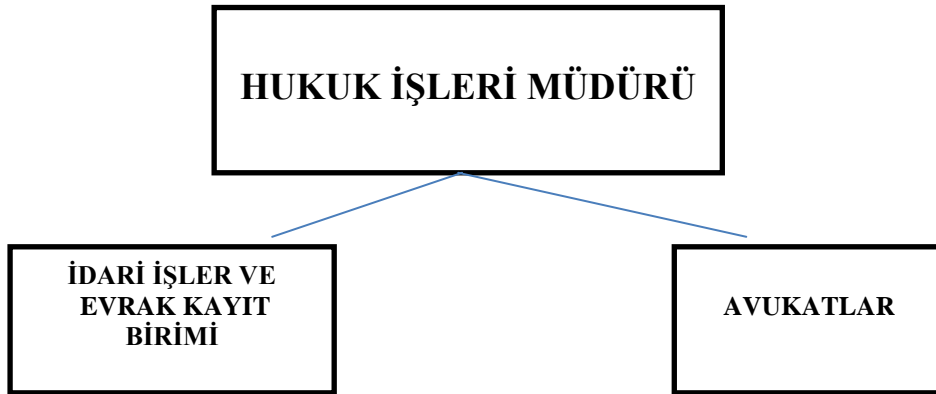 HUKUK İŞLERİ MÜDÜRÜ
İDARİ İŞLER VE
EVRAK KAYIT
BİRİMİ
AVUKATLAR